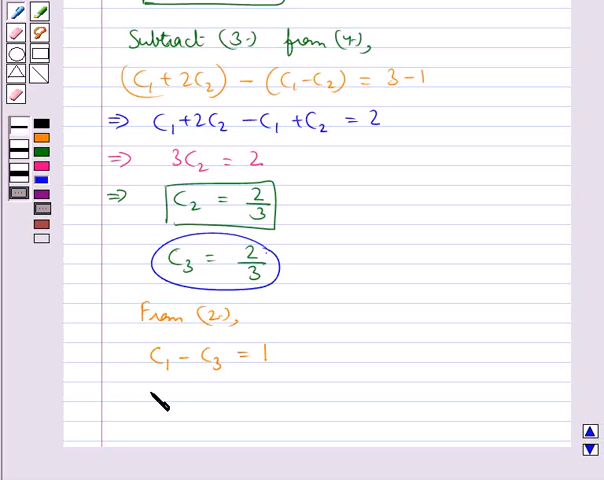 Subtract (3.) from (4),
(C₁ + 2C₂) − (C₁ − C₂) = 3 − 1
⇒ C₁ + 2C₂ − C₁ + C₂ = 2
⇒ 3C₂ = 2
⇒ C₂ = 2/3
C₃ = 2/3
From (2.),
C₁ − C₃ = 1